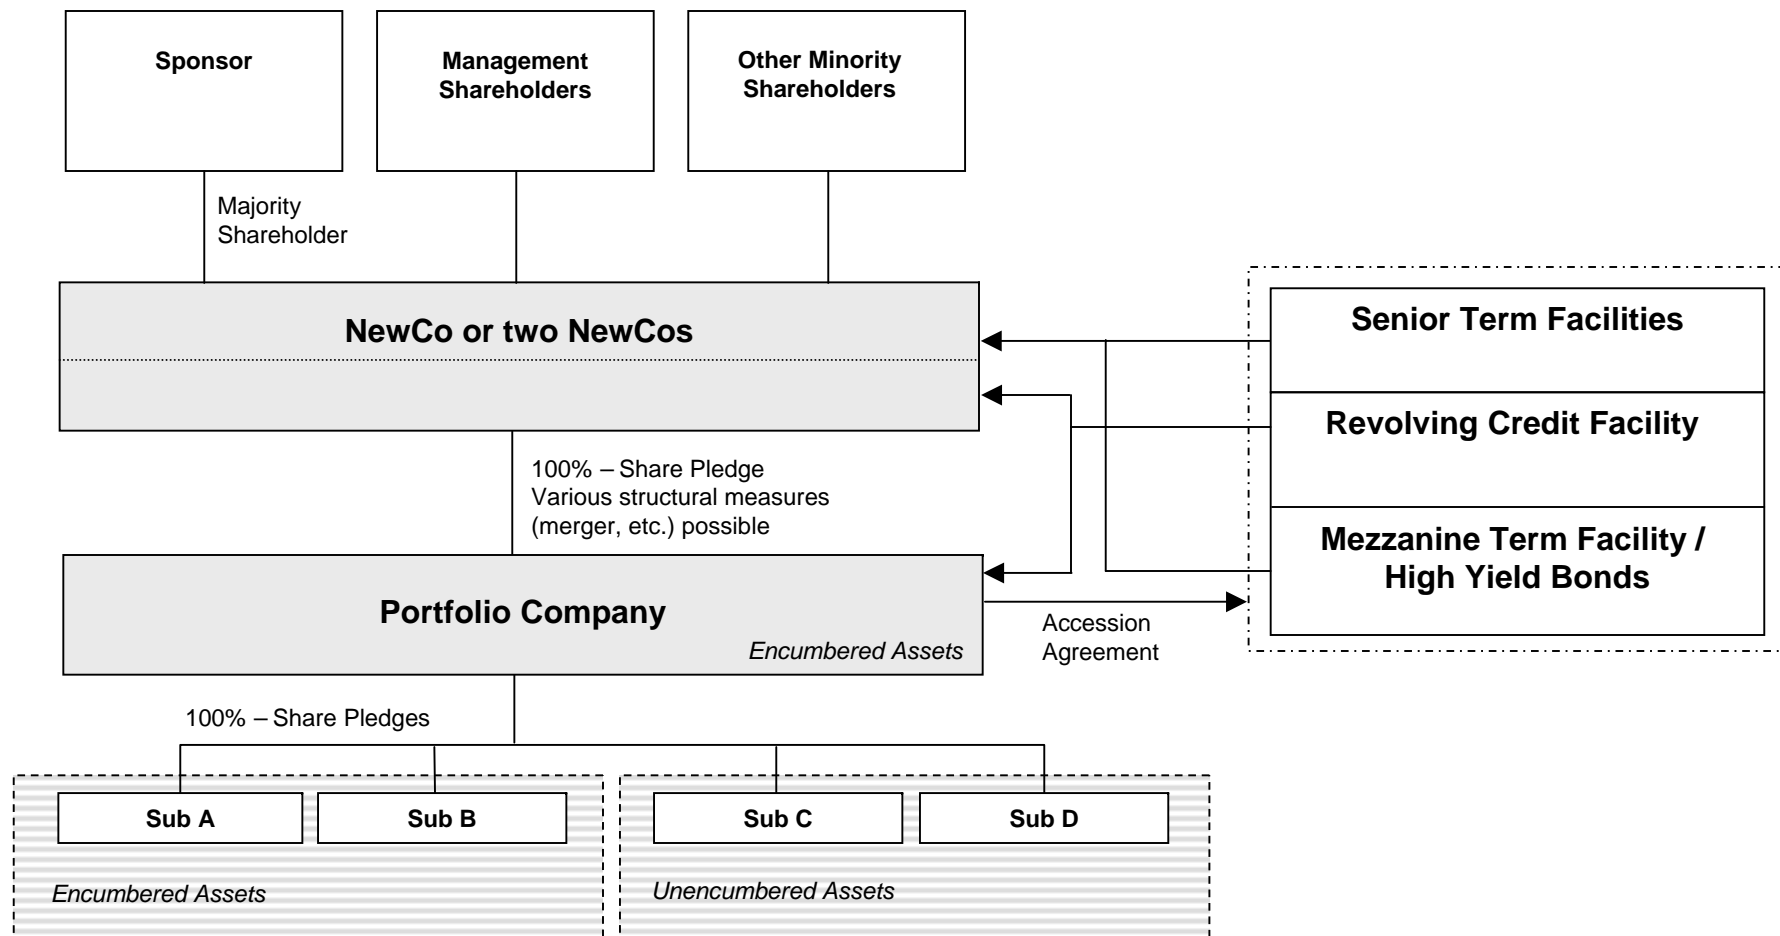 Sponsor
Management
Shareholders
Other Minority
Shareholders
Majority
Shareholder
NewCo or two NewCos
Senior Term Facilities
Revolving Credit Facility
100% – Share Pledge
Various structural measures
(merger, etc.) possible
Mezzanine Term Facility /
High Yield Bonds
Portfolio Company
Encumbered Assets
Accession
Agreement
100% – Share Pledges
Sub A
Sub B
Sub C
Sub D
Encumbered Assets
Unencumbered Assets